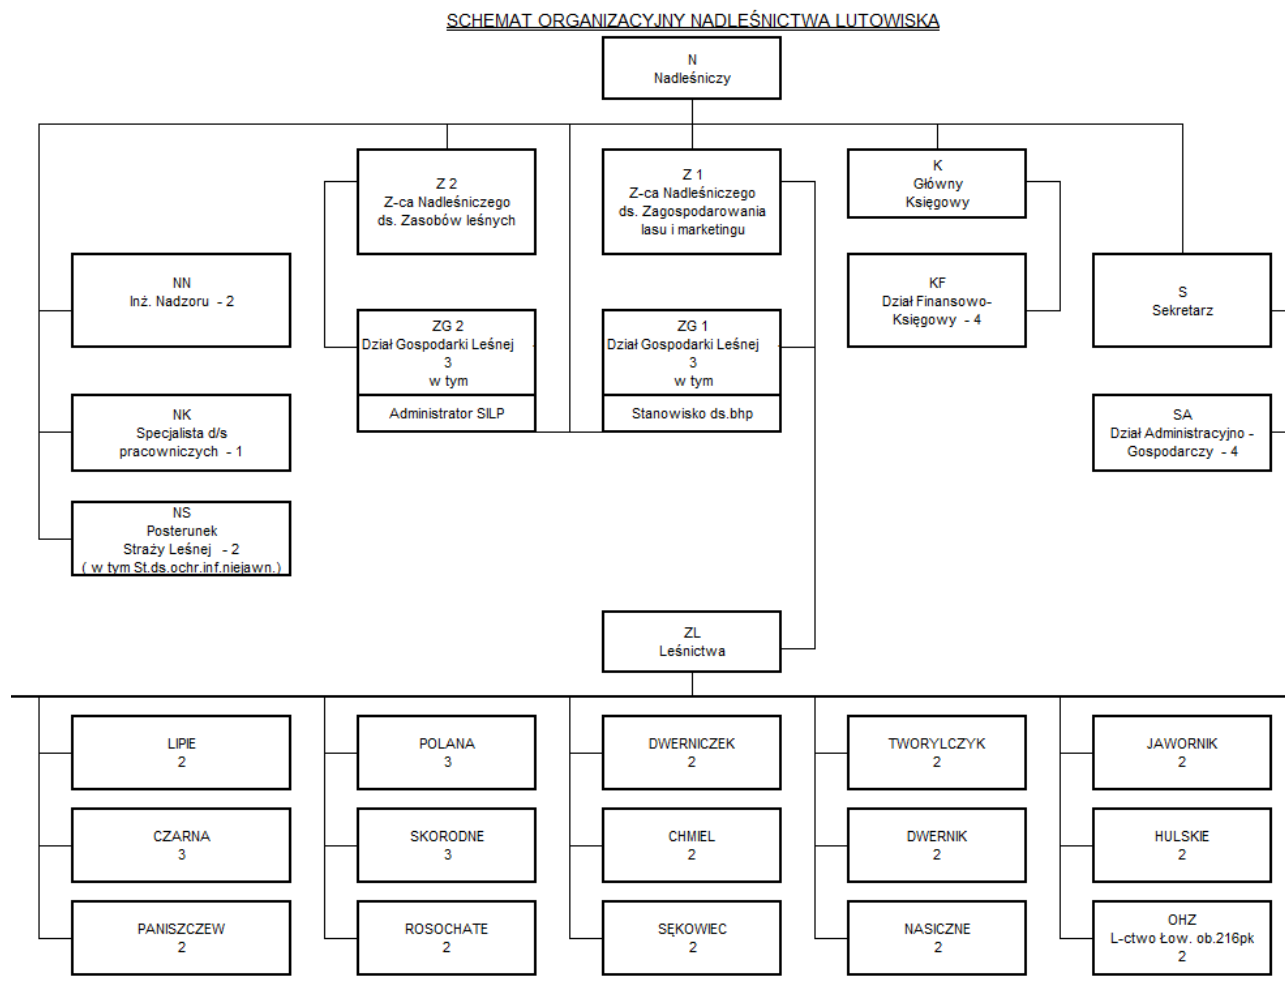 SCHEMAT ORGANIZACYJNY NADLEŚNICTWA LUTOWISKA
N
Nadleśniczy
Z 2
Z-ca Nadleśniczego
ds. Zasobów leśnych
Z 1
Z-ca Nadleśniczego
ds. Zagospodarowania
lasu i marketingu
K
Główny
Księgowy
NN
Inż. Nadzoru - 2
ZG 2
Dział Gospodarki Leśnej
3
w tym
Administrator SILP
ZG 1
Dział Gospodarki Leśnej
3
w tym
Stanowisko ds.bhp
KF
Dział Finansowo-
Księgowy - 4
S
Sekretarz
NK
Specjalista d/s
pracowniczych - 1
SA
Dział Administracyjno -
Gospodarczy - 4
NS
Posterunek
Straży Leśnej - 2
( w tym St.ds.ochr.inf.niejawn.)
ZL
Leśnictwa
LIPIE
2
POLANA
3
DWERNICZEK
2
TWORYLCZYK
2
JAWORNIK
2
CZARNA
3
SKORODNE
3
CHMIEL
2
DWERNIK
2
HULSKIE
2
PANISZCZEW
2
ROSOCHATE
2
SĘKOWIEC
2
NASICZNE
2
OHZ
L-ctwo Łow. ob.216pk
2